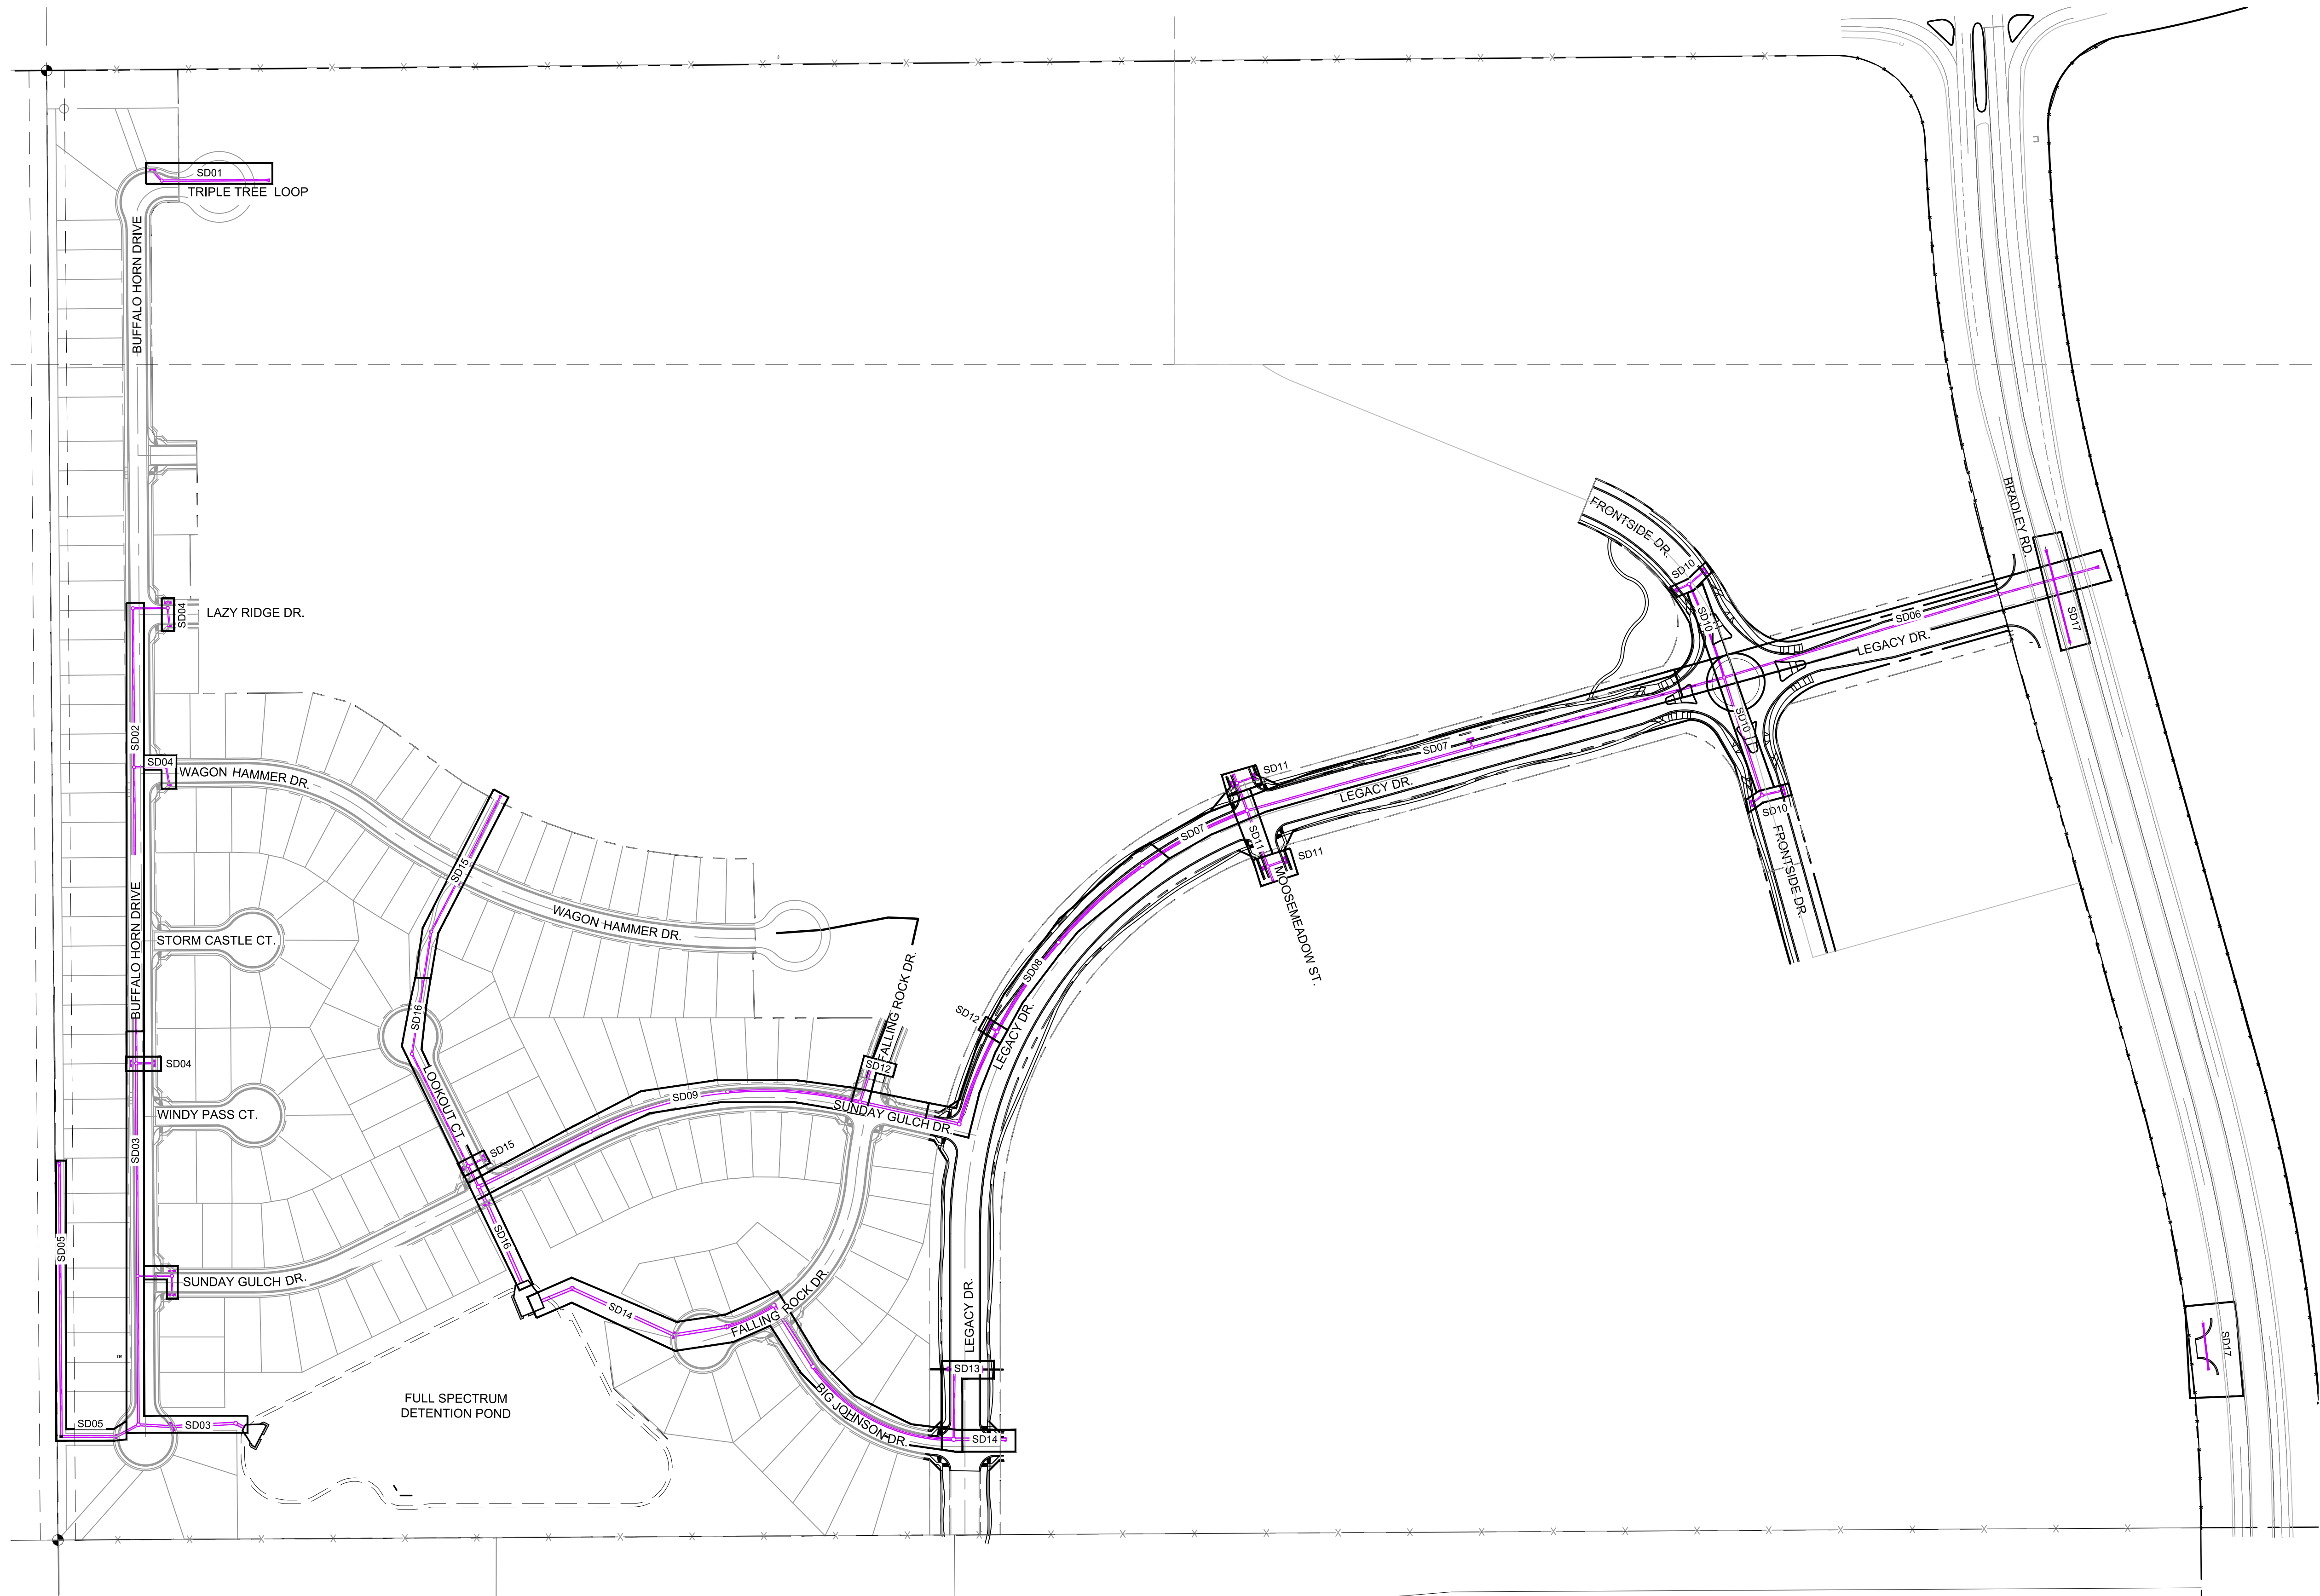 SD01
TRIPLE TREE LOOP
BUFFALO HORN DRIVE
FRONTSIDE DR.
BRADLEY RD.
SD10
SD04
LAZY RIDGE DR.
SD10
SD06
SD17
LEGACY DR.
SD02
SD04
WAGON HAMMER DR.
SD10
SD07
SD11
LEGACY DR.
SD10
SD07
SD11
SD11
FRONTSIDE DR.
MOOSEMEADOW ST.
SD15
BUFFALO HORN DRIVE
STORM CASTLE CT.
WAGON HAMMER DR.
FALLING ROCK DR.
SD08
SD16
SD12
LEGACY DR.
SD04
SD12
LOOKOUT CT.
SD09
WINDY PASS CT.
SUNDAY GULCH DR.
SD03
SD15
SD05
SD16
SUNDAY GULCH DR.
SD14
FALLING ROCK DR.
LEGACY DR.
SD17
SD13
FULL SPECTRUM
DETENTION POND
BIG JOHNSON DR.
SD05
SD03
SD14